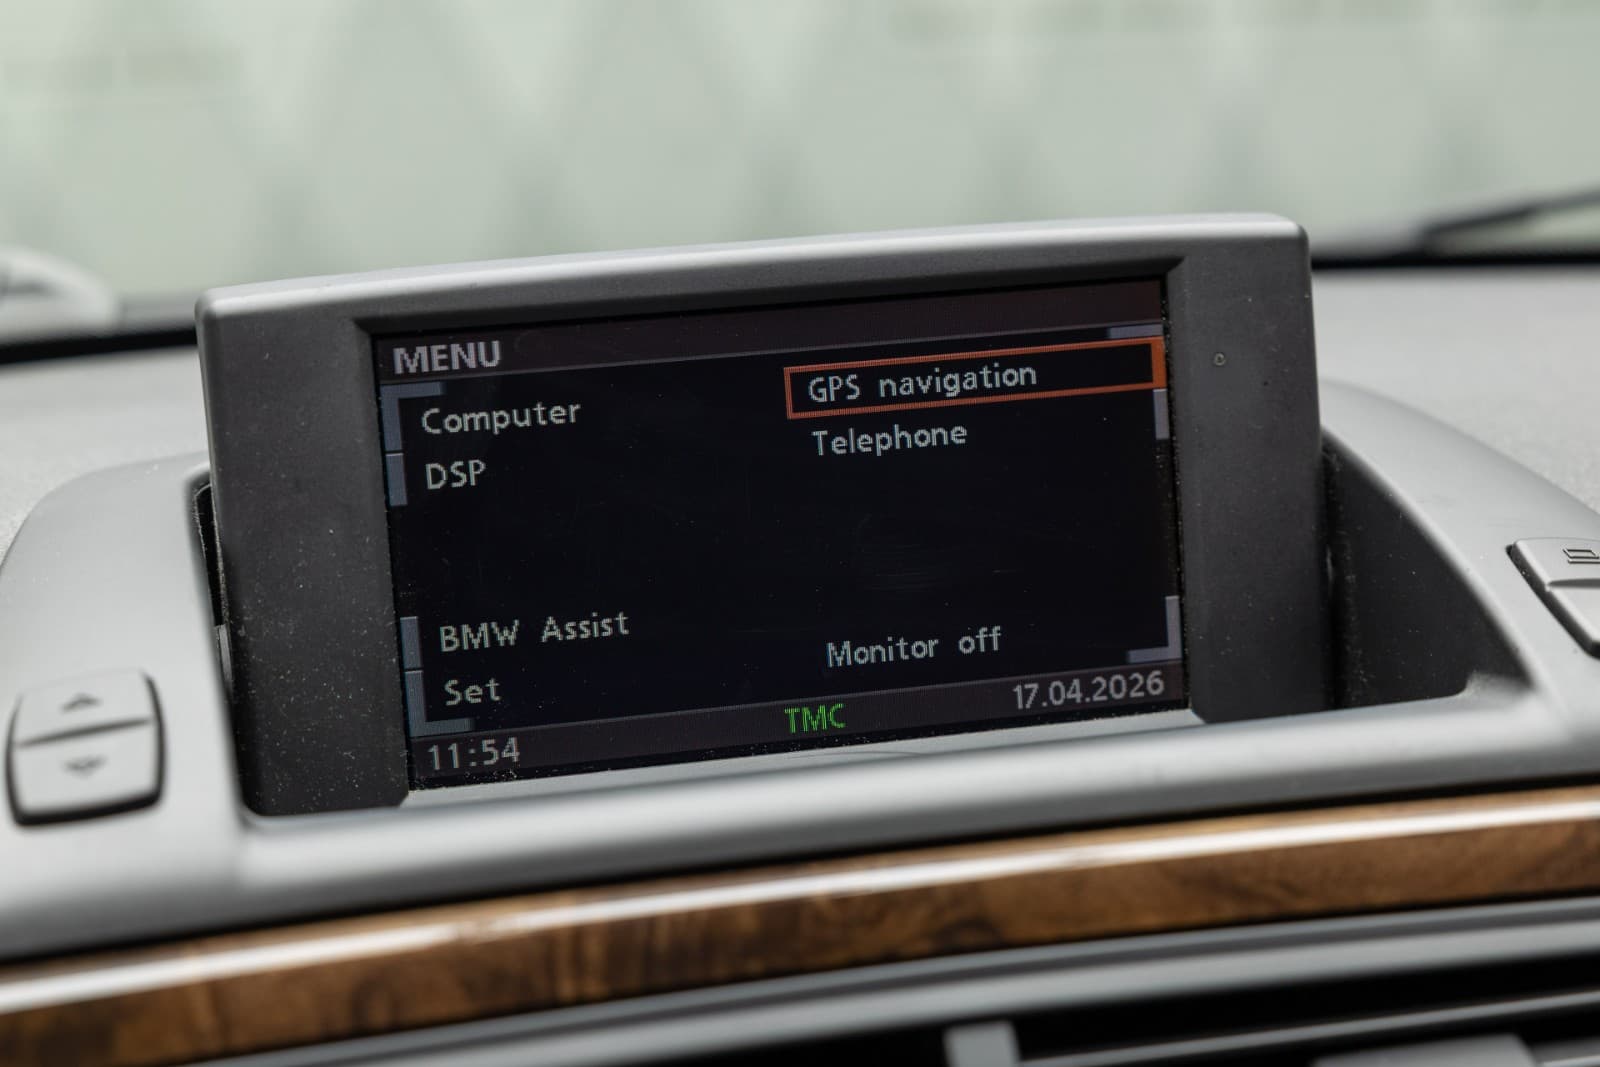 MENU
Computer
GPS navigation
DSP
Telephone
BMW Assist
Monitor off
Set
11:54
TMC
17.04.2026